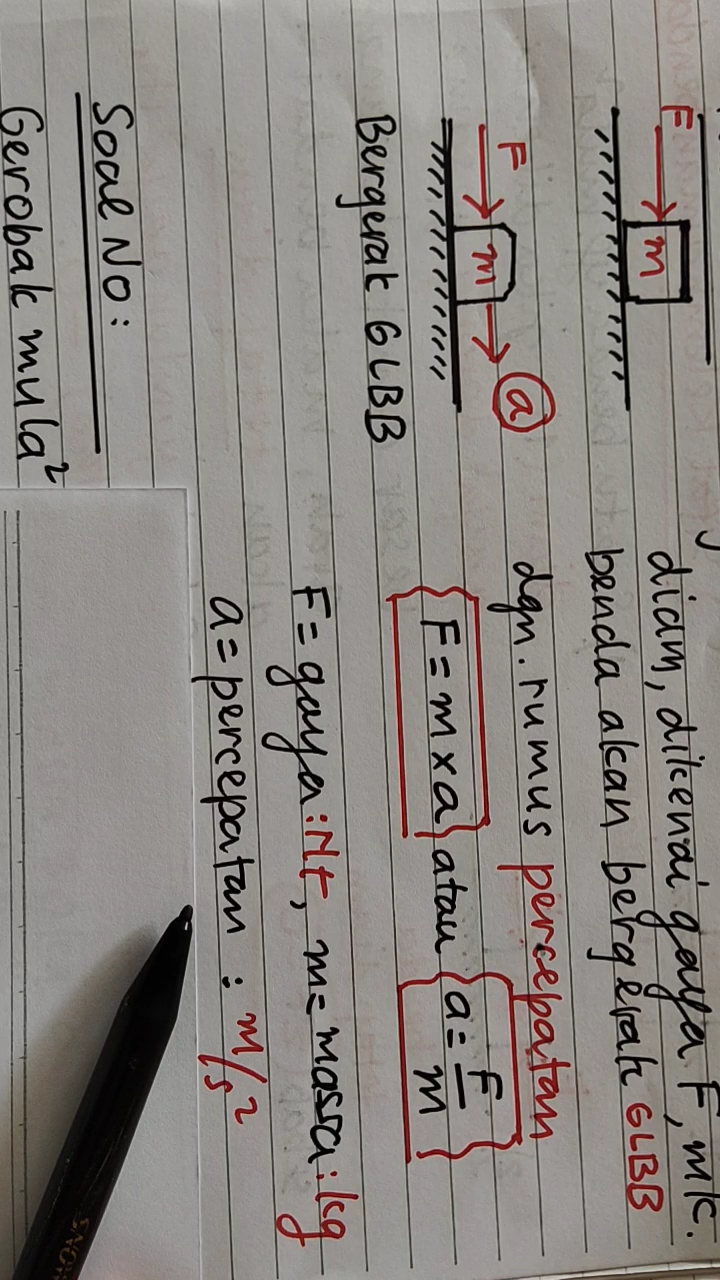 diam, dikenai gaya F, mk.
F
m
benda akan bergerak GLBB
dgn. rumus percepatan
F
m
a
F = m x a atau a = F/m
Bergerak GLBB
F = gaya : Nt, m = massa : kg
a = percepatan : m/s²
Soal No :
Gerobak mula²